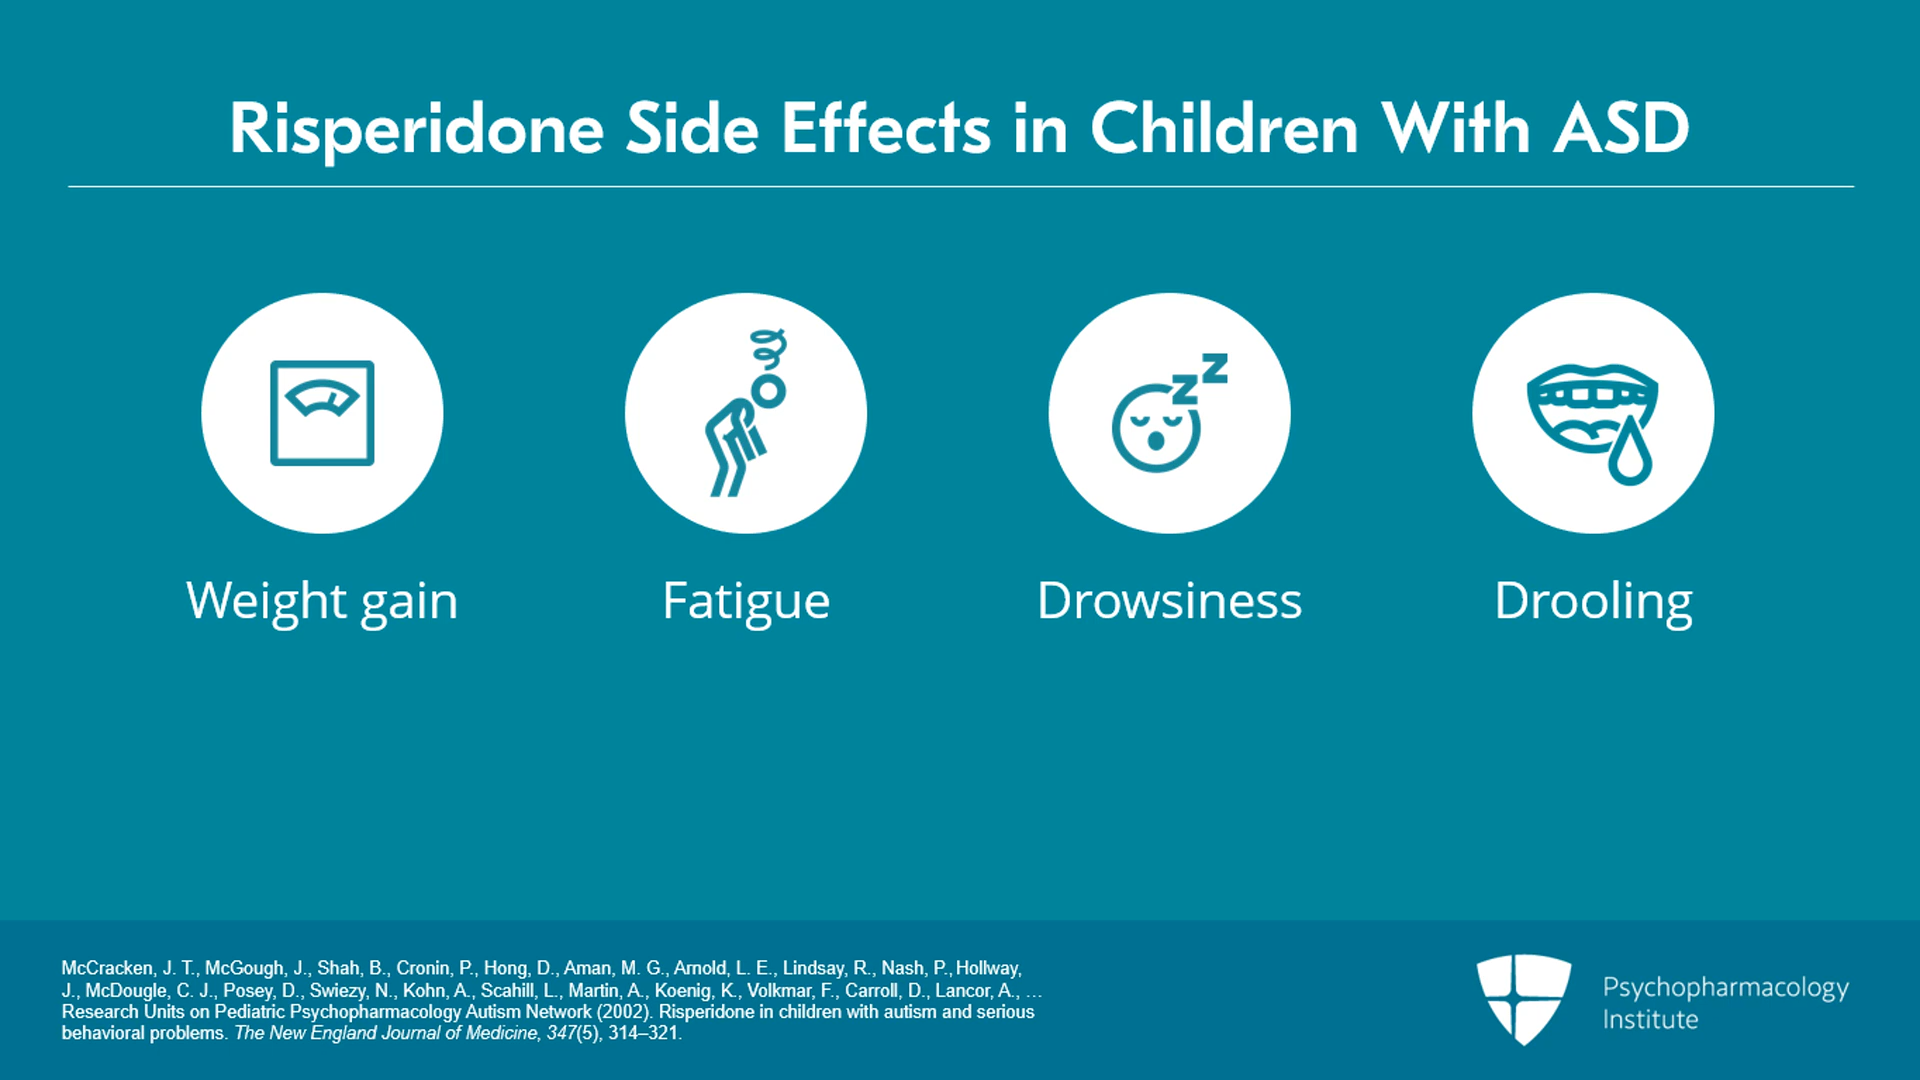 Risperidone Side Effects in Children With ASD
Weight gain
Fatigue
Drowsiness
Drooling
McCracken, J. T., McGough, J., Shah, B., Cronin, P., Hong, D., Aman, M. G., Arnold, L. E., Lindsay, R., Nash, P., Hollway,
J., McDougle, C. J., Posey, D., Swiezy, N., Kohn, A., Scahill, L., Martin, A., Koenig, K., Volkmar, F., Carroll, D., Lancor, A., …
Research Units on Pediatric Psychopharmacology Autism Network (2002). Risperidone in children with autism and serious
behavioral problems. The New England Journal of Medicine, 347(5), 314–321.
Psychopharmacology
Institute